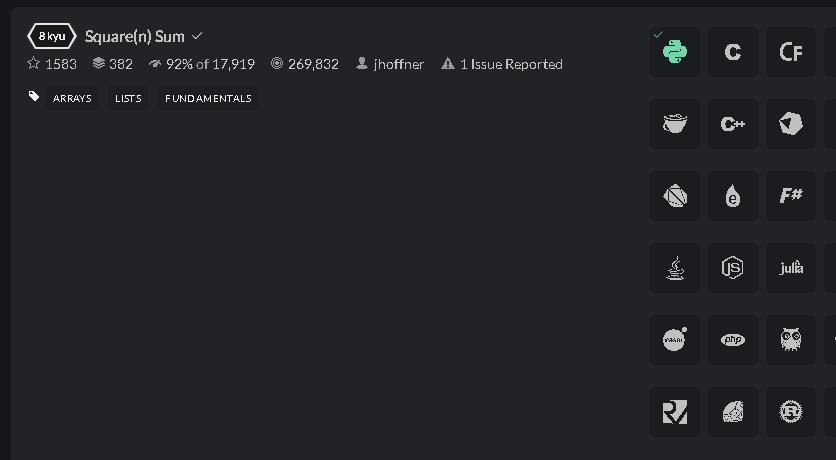 8 kyu Square(n) Sum
1583 382 92% of 17,919 269,832 jhoffner 1 Issue Reported
ARRAYS LISTS FUNDAMENTALS
C CF
C++
e F#
JS julia
php
R